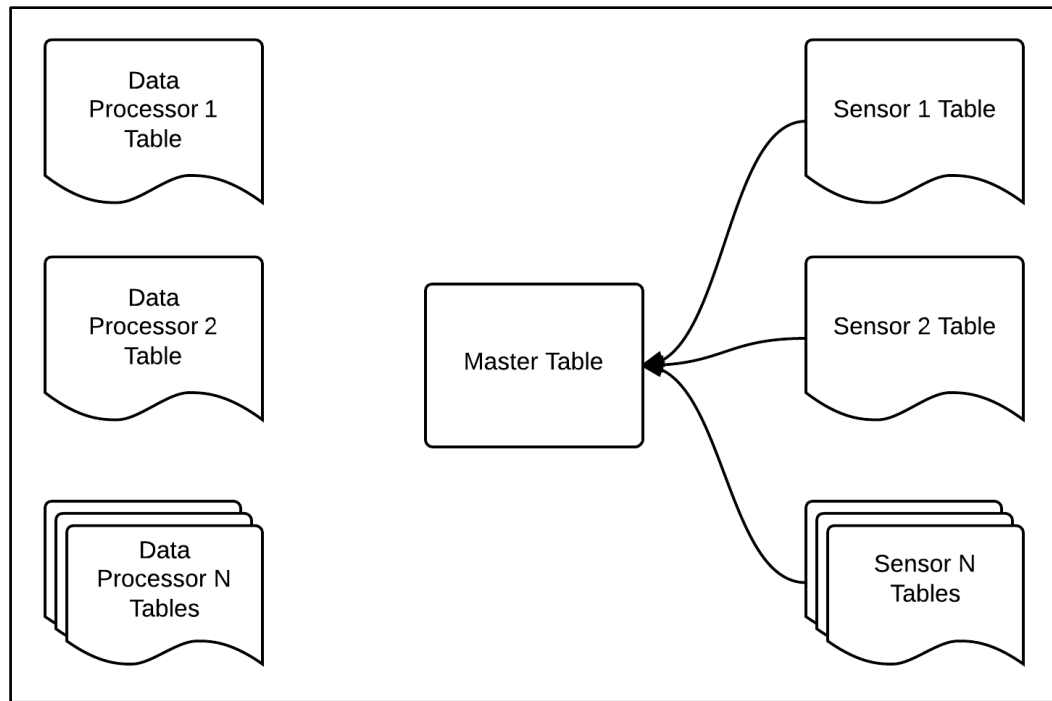 Data
Processor 1
Table
Sensor 1 Table
Data
Processor 2
Table
Master Table
Sensor 2 Table
Data
Processor N
Tables
Sensor N
Tables